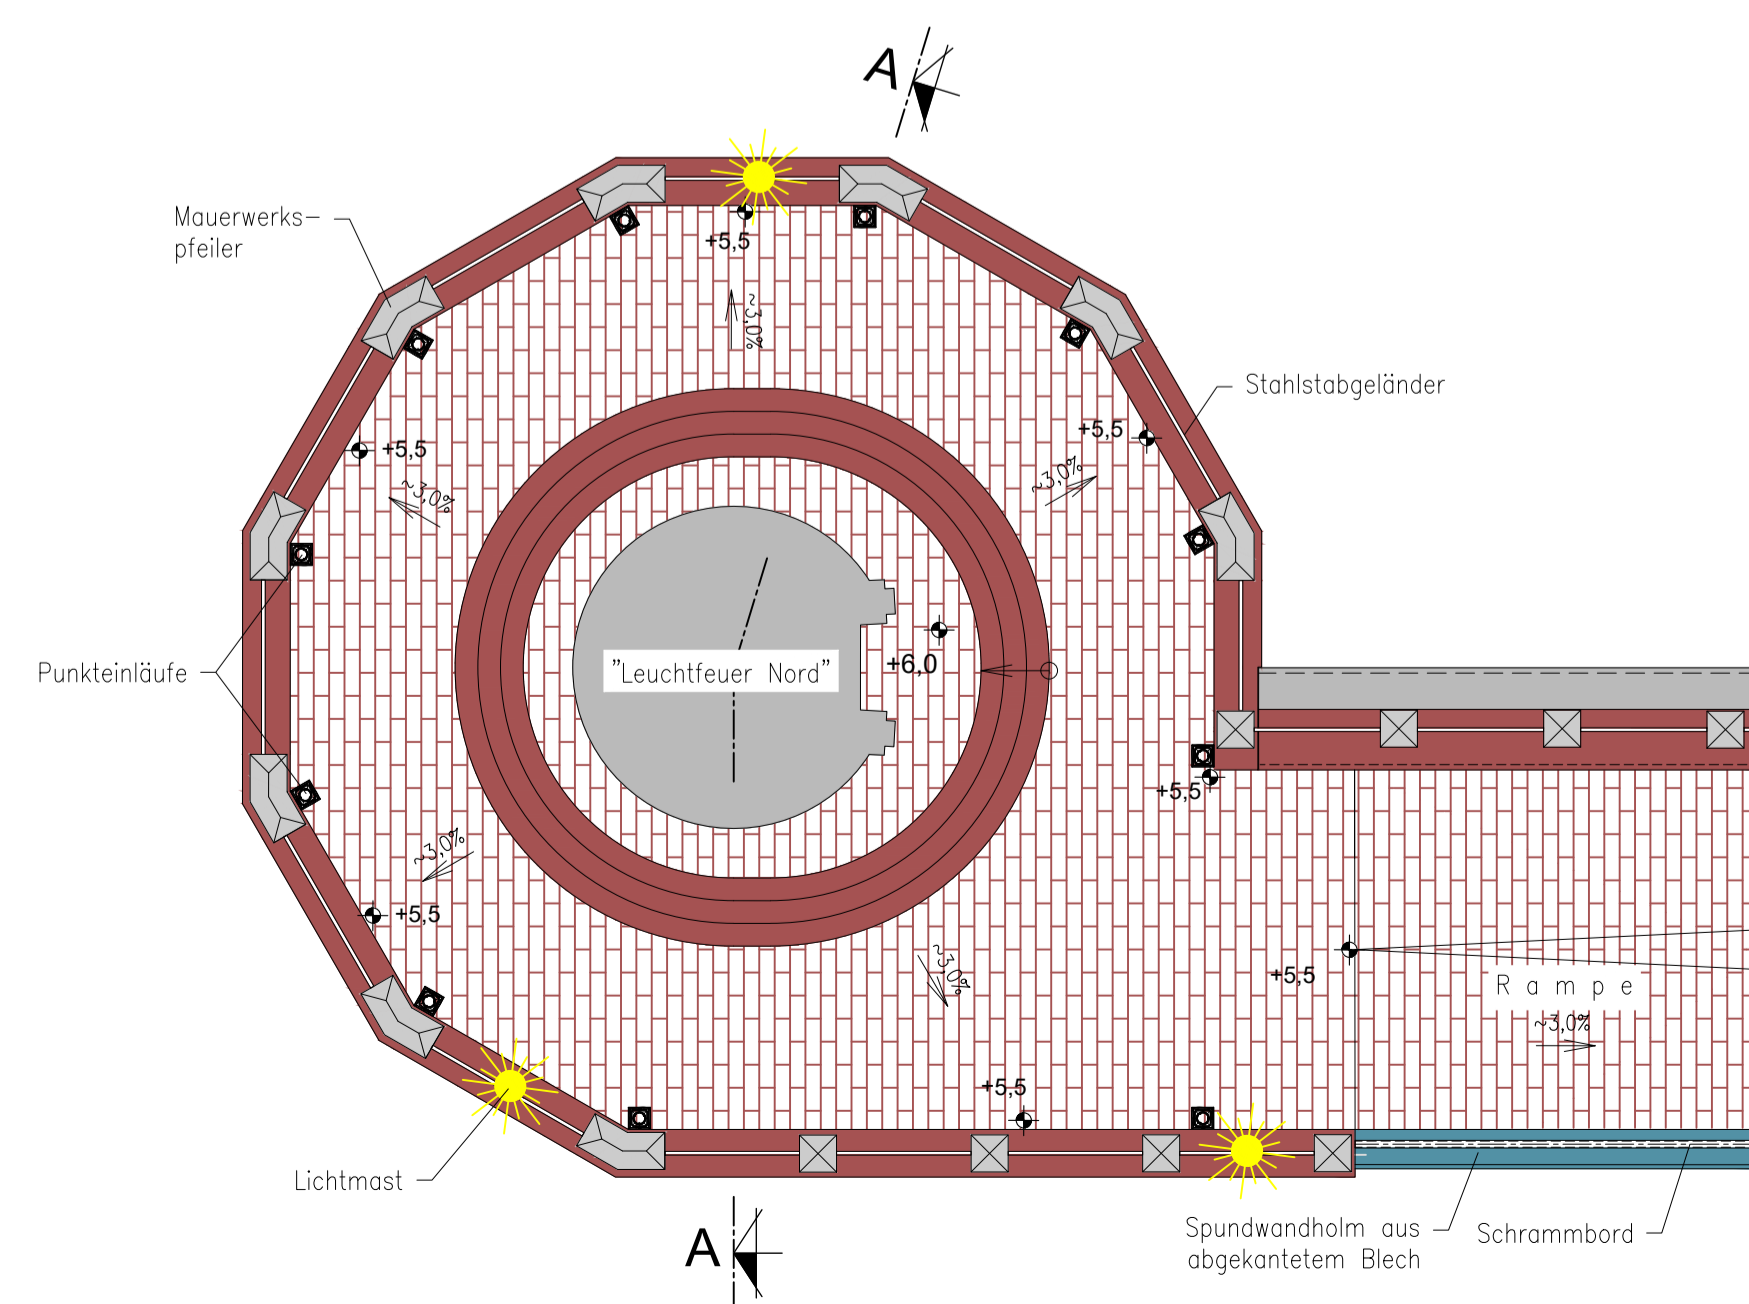 A
Mauerwerks-
pfeiler
+5,5
~3,0%
Stahlstabgeländer
+5,5
+5,5
~3,0%
~3,0%
"Leuchtfeuer Nord"
+6,0
Punkteinläufe
+5,5
~3,0%
+5,5
~3,0%
+5,5
Rampe
~3,0%
+5,5
Lichtmast
A
Spundwandholm aus
abgekantetem Blech
Schrammbord